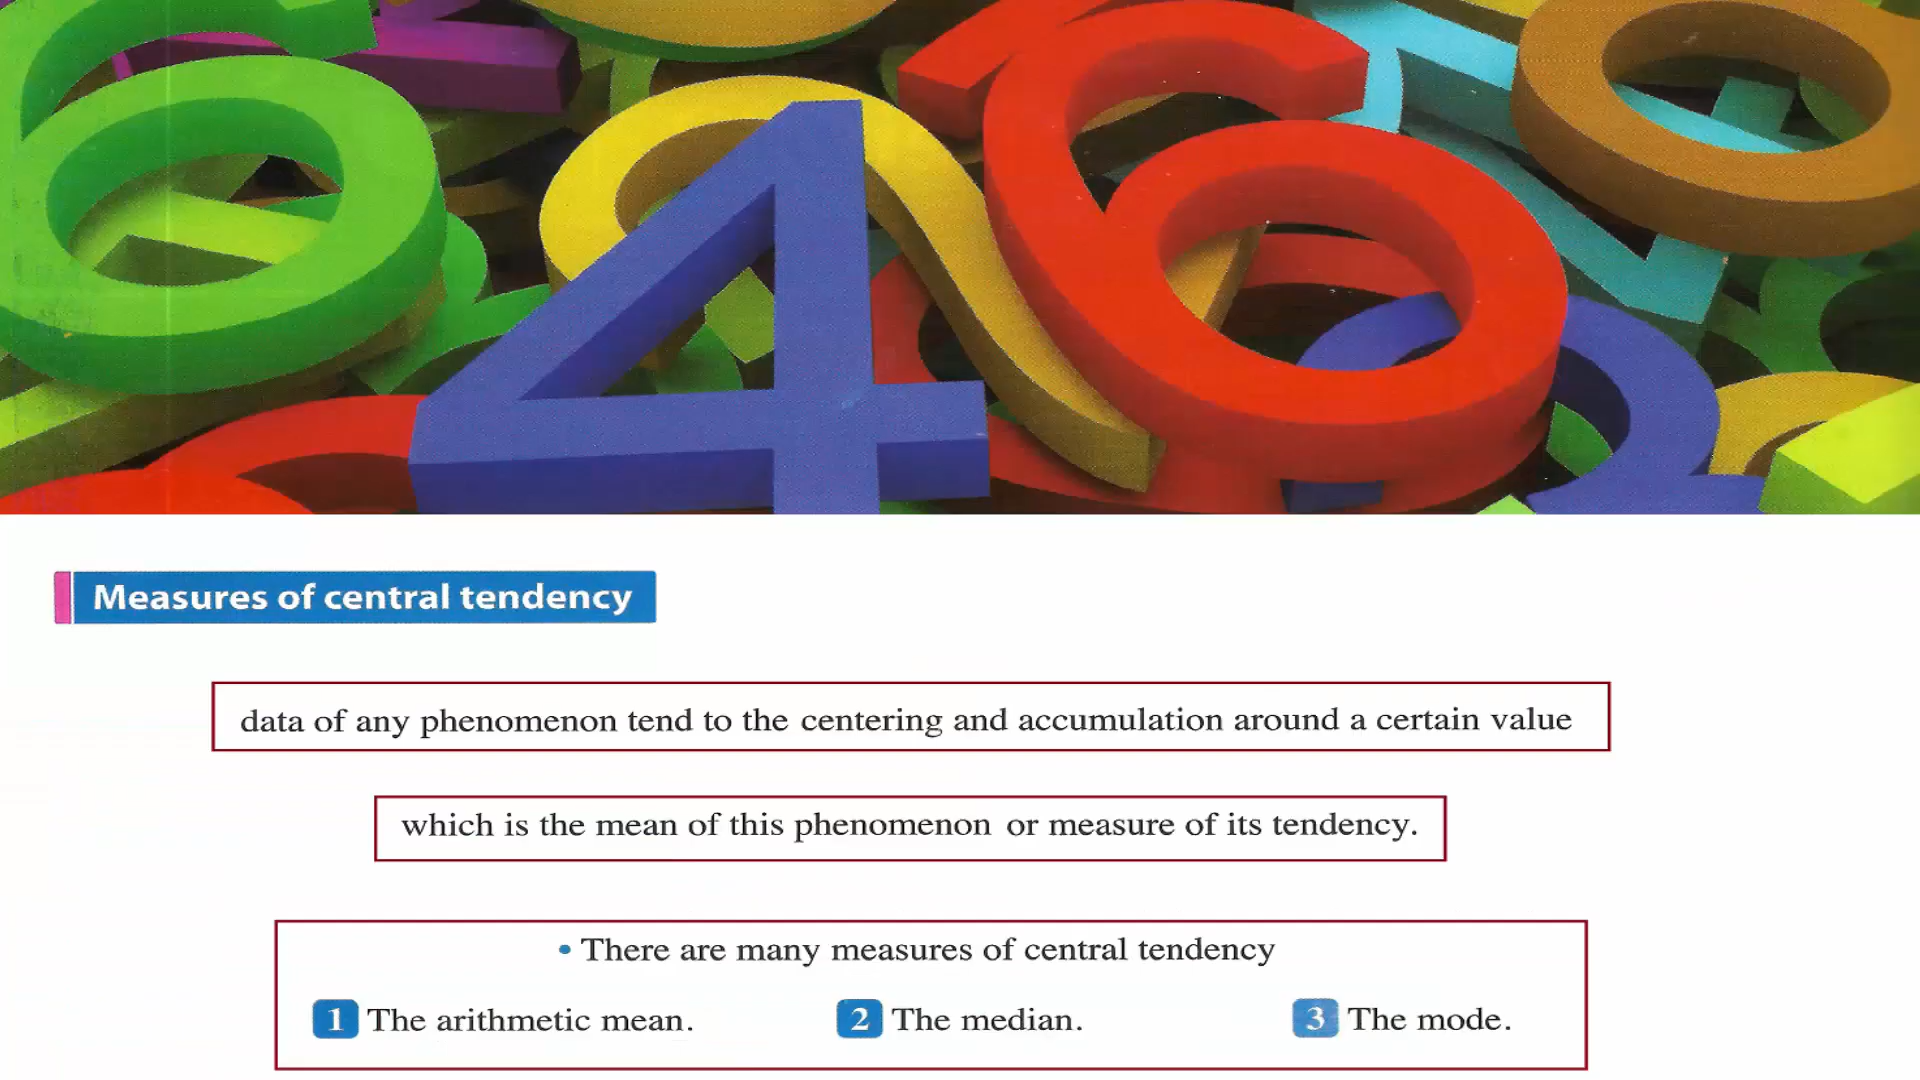 Measures of central tendency
data of any phenomenon tend to the centering and accumulation around a certain value
which is the mean of this phenomenon or measure of its tendency.
• There are many measures of central tendency
1 The arithmetic mean. 2 The median. 3 The mode.